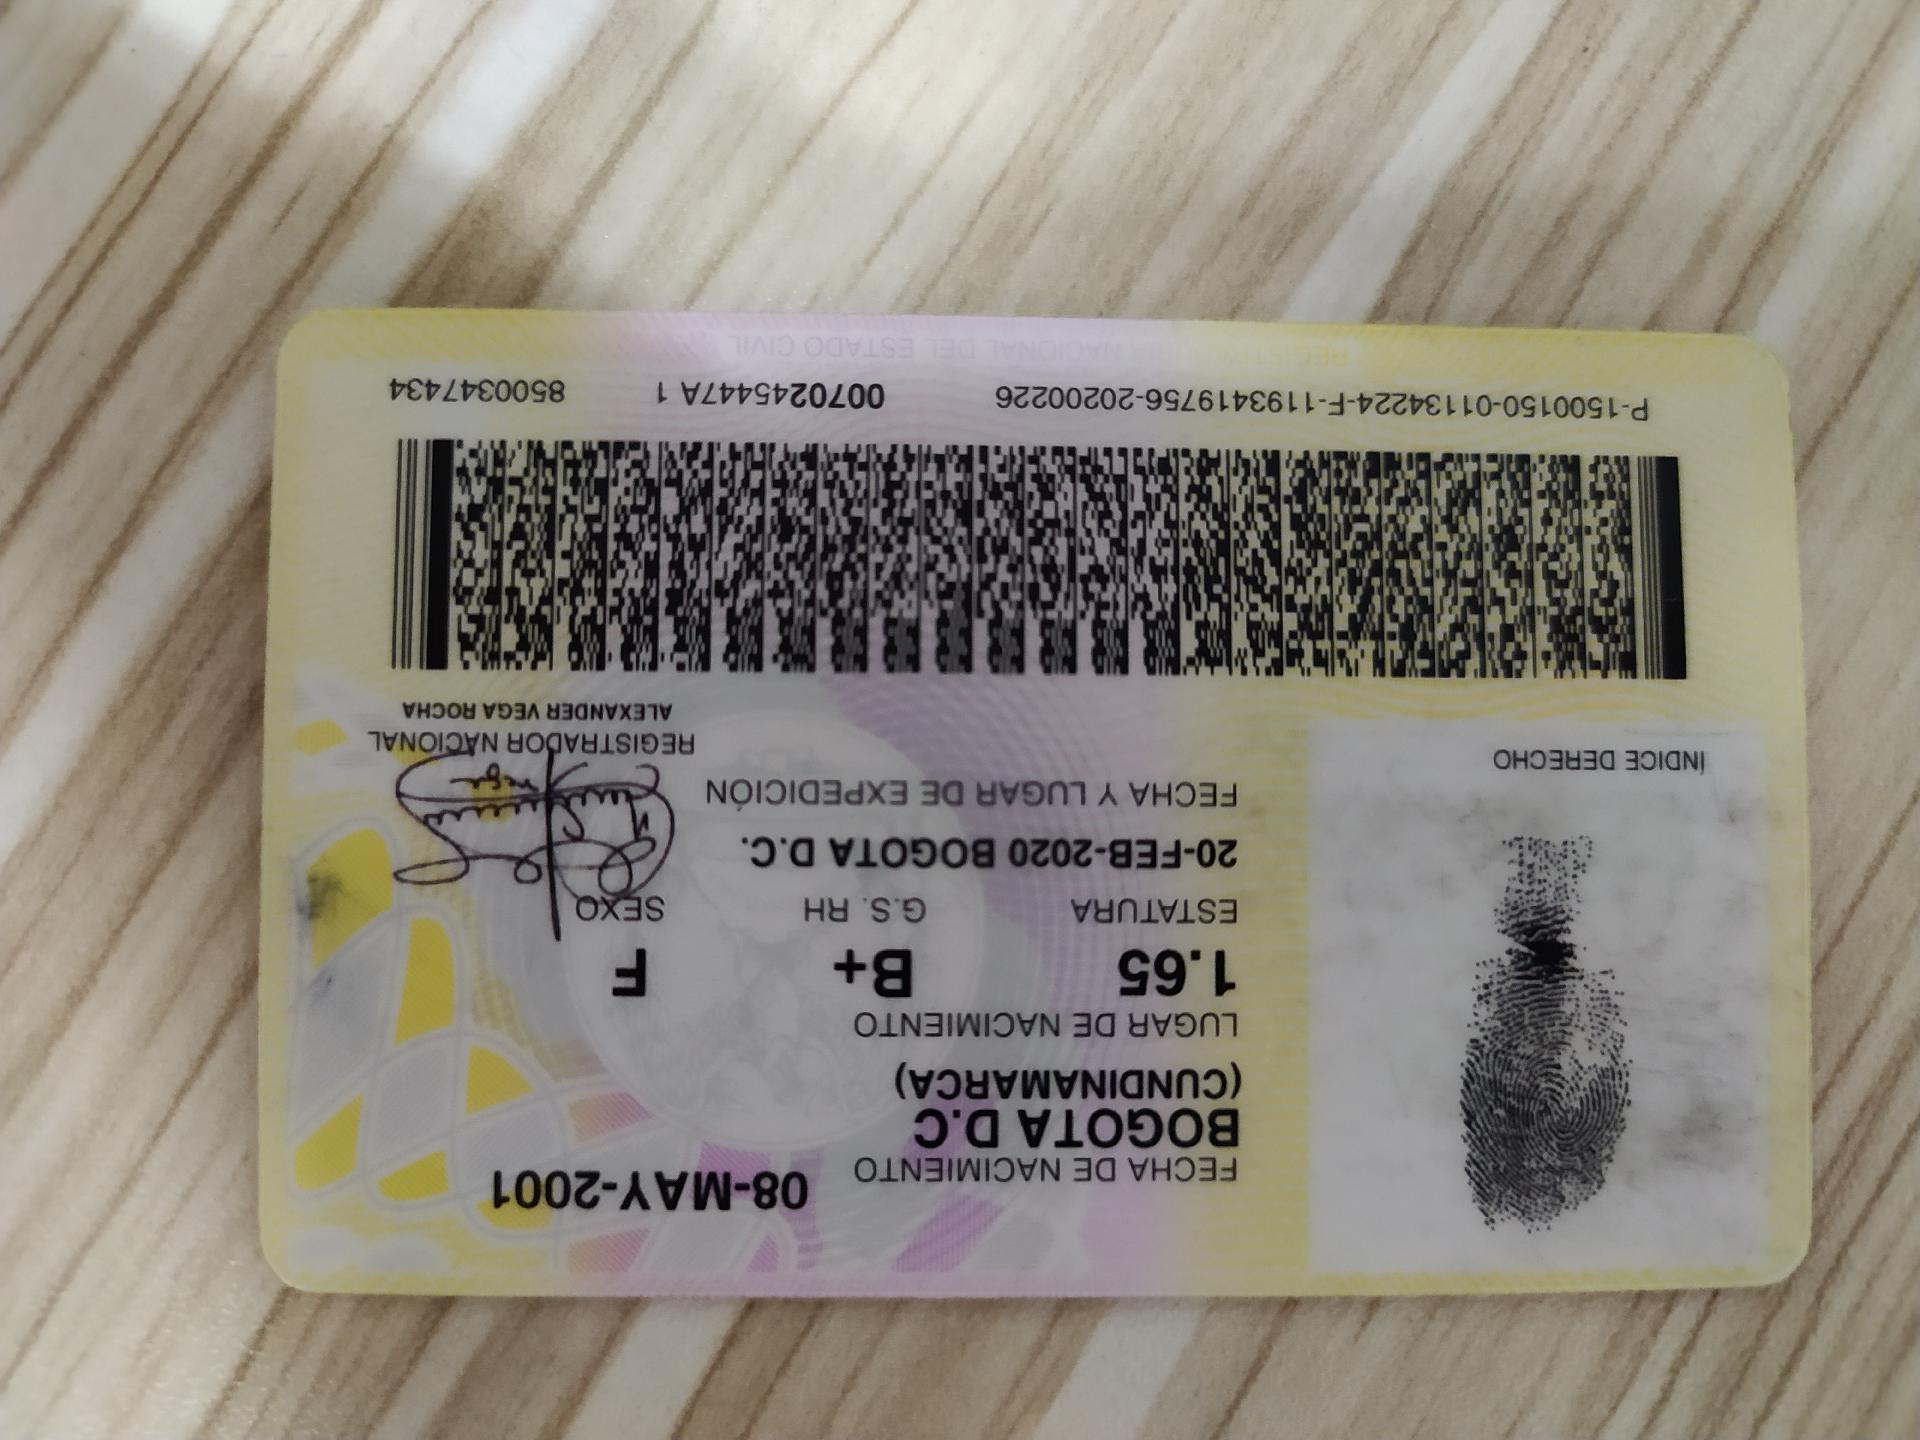 FECHA DE NACIMIENTO 08-MAY-2001
BOGOTA D.C
(CUNDINAMARCA)
LUGAR DE NACIMIENTO
1.65 B+ F
ESTATURA G.S. RH SEXO
20-FEB-2020 BOGOTA D.C.
FECHA Y LUGAR DE EXPEDICIÓN
ÍNDICE DERECHO
REGISTRADOR NACIONAL
ALEXANDER VEGA ROCHA
P-1500150-01134224-F-1193419756-20200226 0070245447A 1 8500347434
REGISTRADURIA NACIONAL DEL ESTADO CIVIL